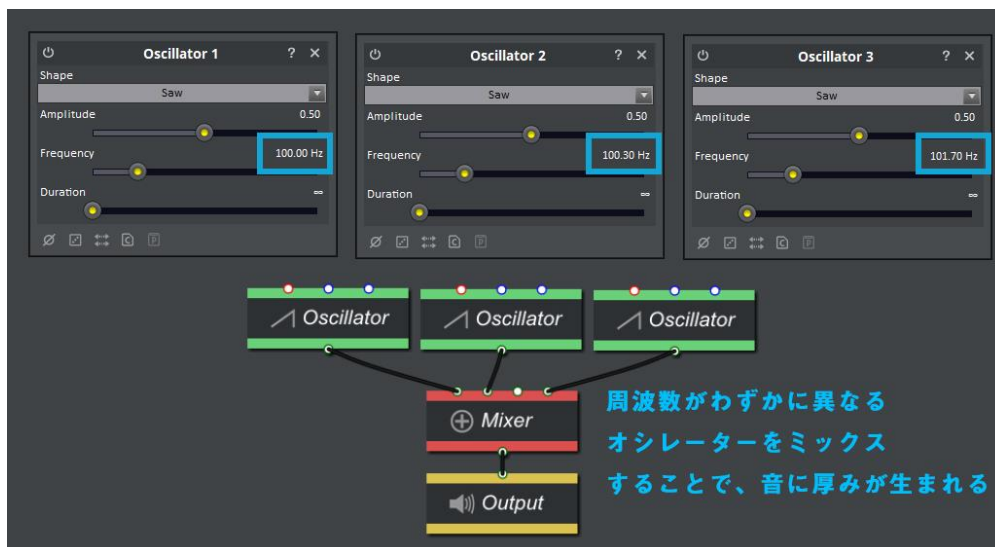 Oscillator 1 ? ×
Shape
Saw
Amplitude 0.50
Frequency 100.00 Hz
Duration ∞
C P
Oscillator 2 ? ×
Shape
Saw
Amplitude 0.50
Frequency 100.30 Hz
Duration ∞
C P
Oscillator 3 ? ×
Shape
Saw
Amplitude 0.50
Frequency 101.70 Hz
Duration ∞
C P
Oscillator
Oscillator
Oscillator
Mixer
Output
周波数がわずかに異なる
オシレーターをミックス
することで、音に厚みが生まれる